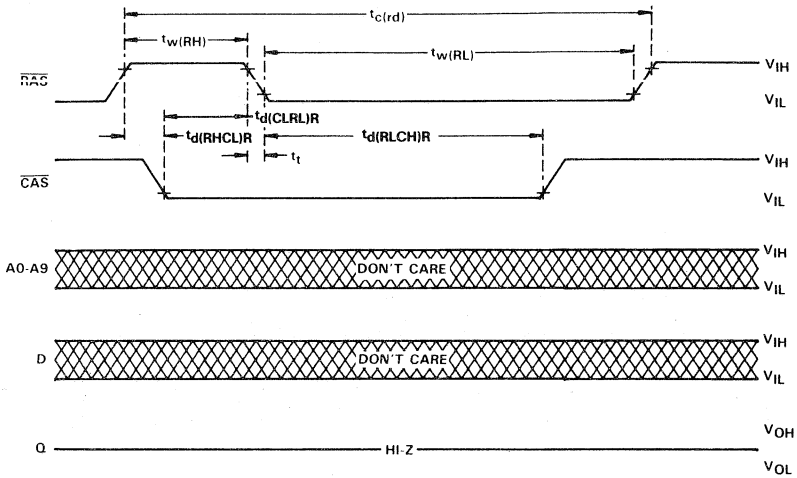 tc(rd)
tw(RH)
tw(RL)
RAS
VIH
VIL
td(CLRL)R
td(RHCL)R
td(RLCH)R
tt
CAS
VIH
VIL
A0-A9
DON'T CARE
VIH
VIL
D
DON'T CARE
VIH
VIL
Q
HI-Z
VOH
VOL